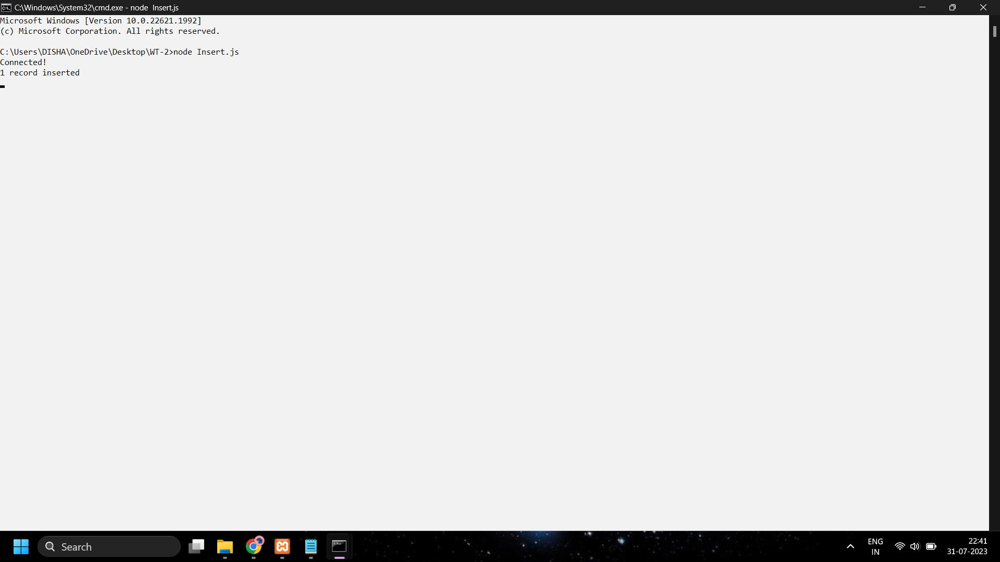 C:\Windows\System32\cmd.exe - node  Insert.js
Microsoft Windows [Version 10.0.22621.1992]
(c) Microsoft Corporation. All rights reserved.
C:\Users\DISHA\OneDrive\Desktop\WT-2>node Insert.js
Connected!
1 record inserted
Search
ENG
IN
22:41
31-07-2023